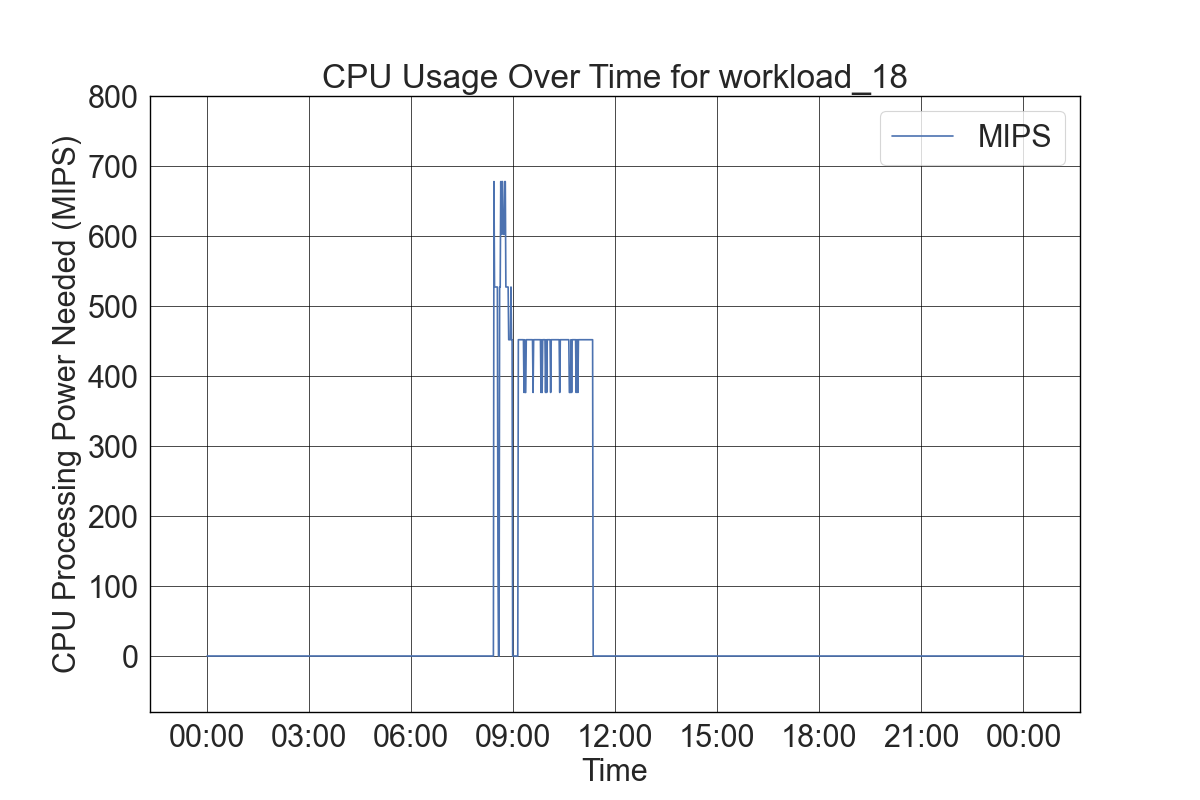 CPU Usage Over Time for workload_18
CPU Processing Power Needed (MIPS)
800
700
600
500
400
300
200
100
0
MIPS
00:00 03:00 06:00 09:00 12:00 15:00 18:00 21:00 00:00
Time